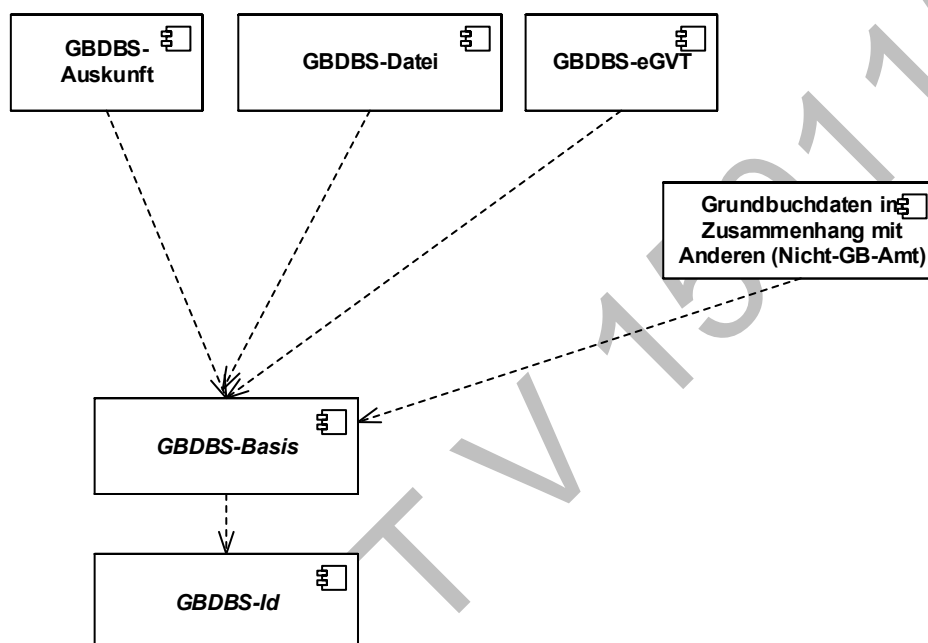 GBDBS-
Auskunft
GBDBS-Datei
GBDBS-eGVT
Grundbuchdaten in
Zusammenhang mit
Anderen (Nicht-GB-Amt)
GBDBS-Basis
GBDBS-Id